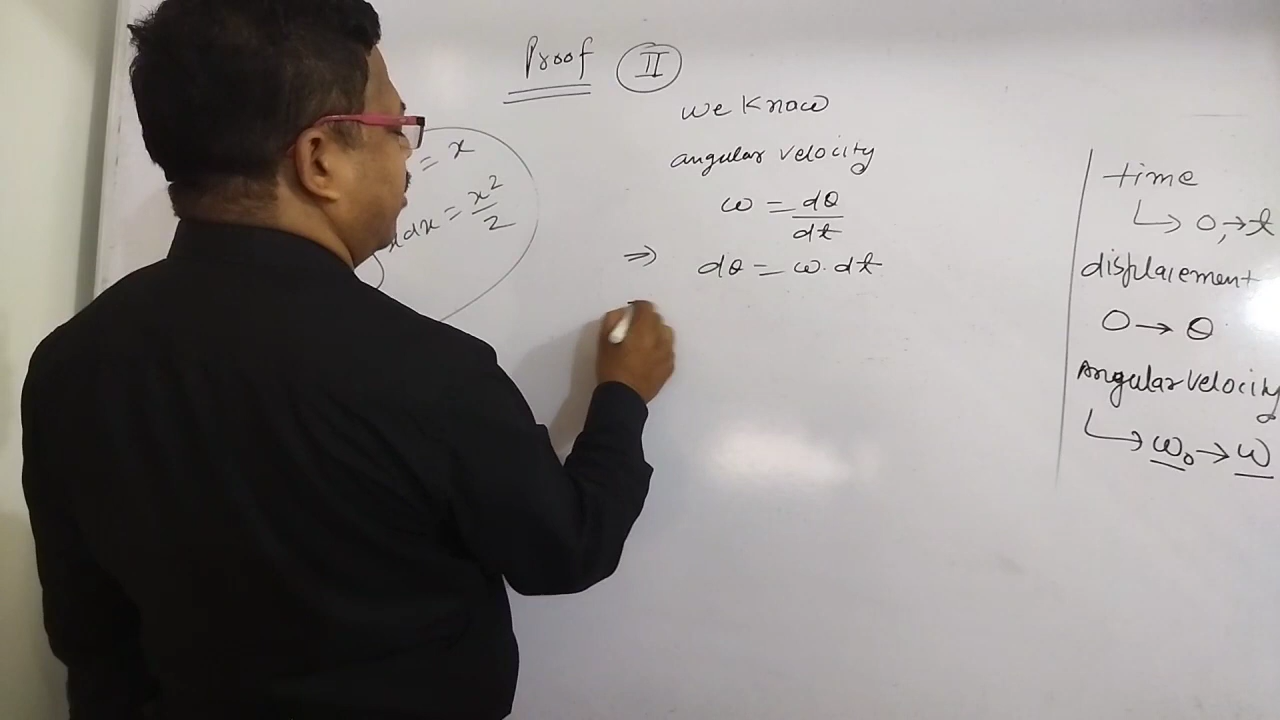 Proof II
we know
angular velocity
ω = dθ/dt
⇒ dθ = ω.dt
= x
xdx = x²/2
time
↳ 0,→t
displacement
0 → θ
Angular velocity
↳ ω₀ → ω